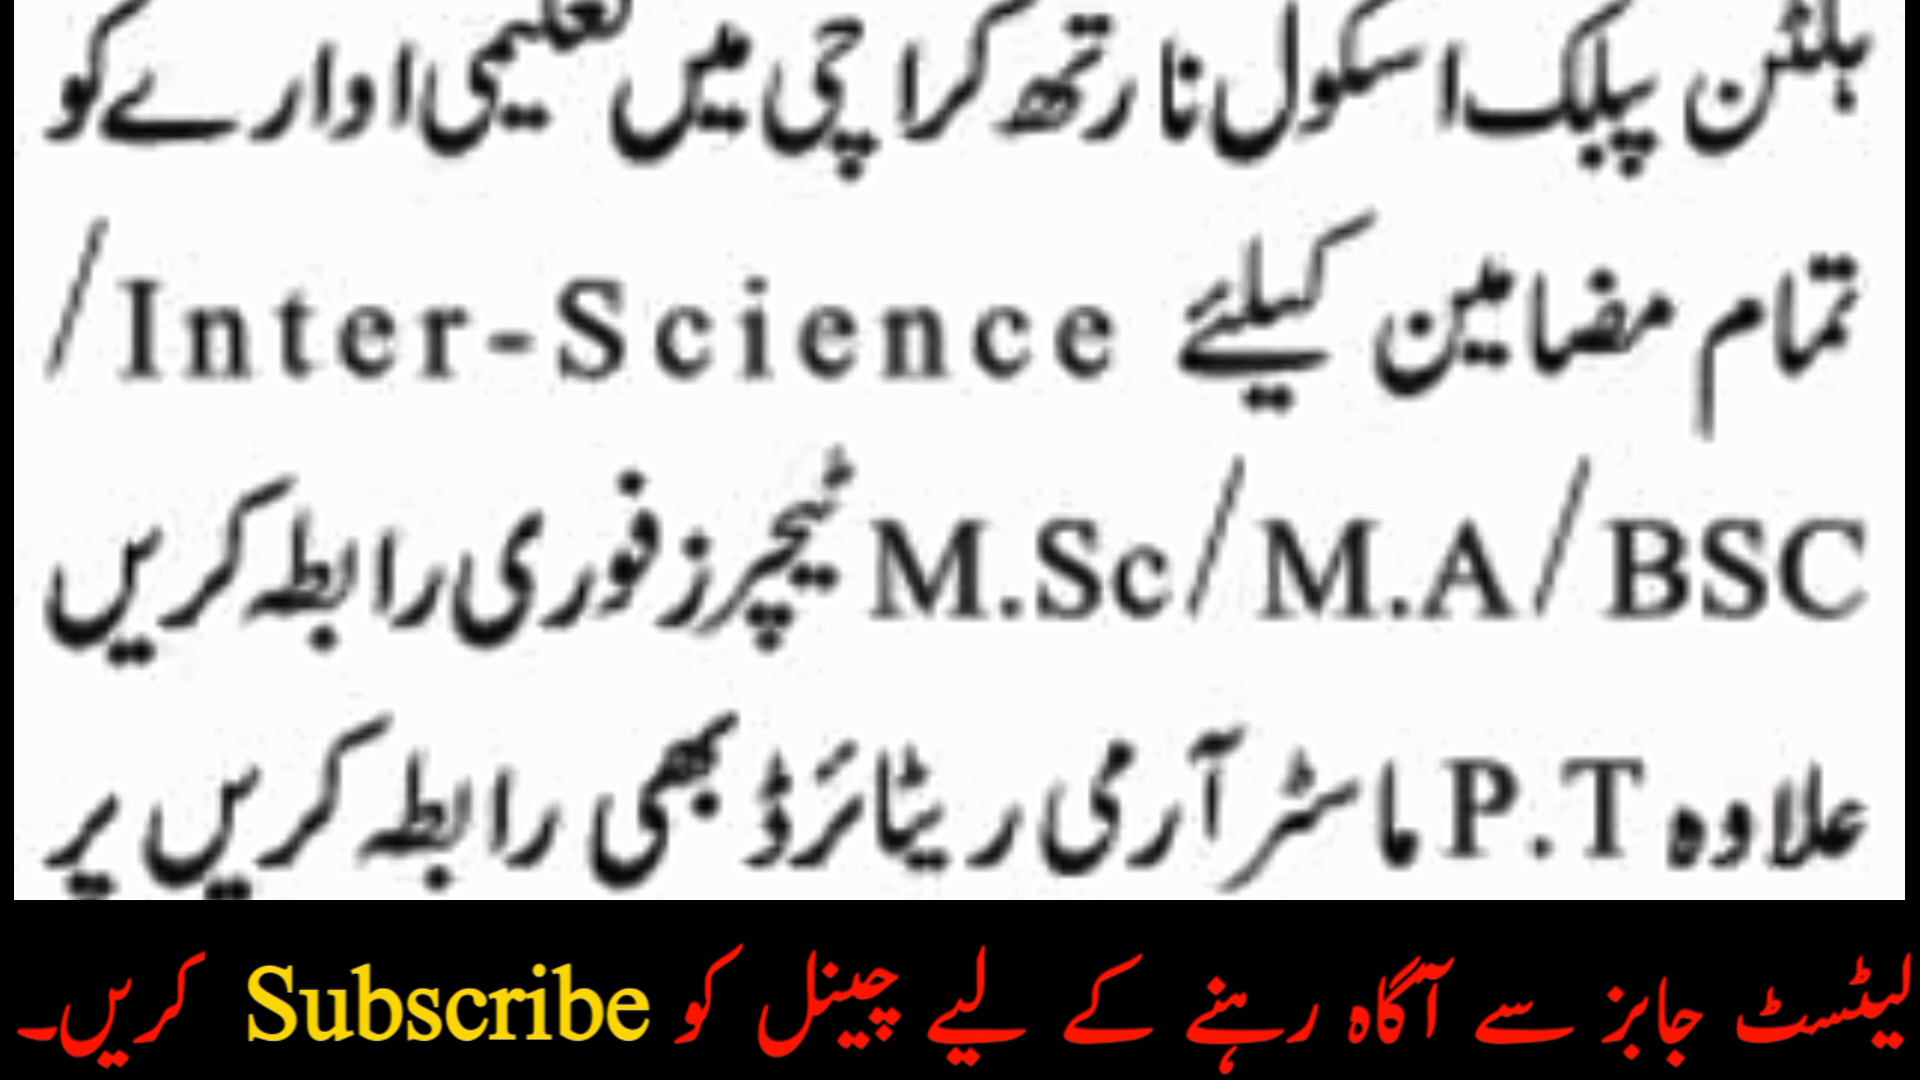 ہلٹن پبلک اسکول نارتھ کراچی میں تعلیمی ادارے کو
تمام مضامین کیلئے Inter-Science/
M.Sc/M.A/BSC ٹیچرز فوری رابطہ کریں
علاوہ P.T ماسٹر آرمی ریٹائرڈ بھی رابطہ کریں پر
لیٹسٹ جابز سے آگاہ رہنے کے لیے چینل کو Subscribe کریں۔